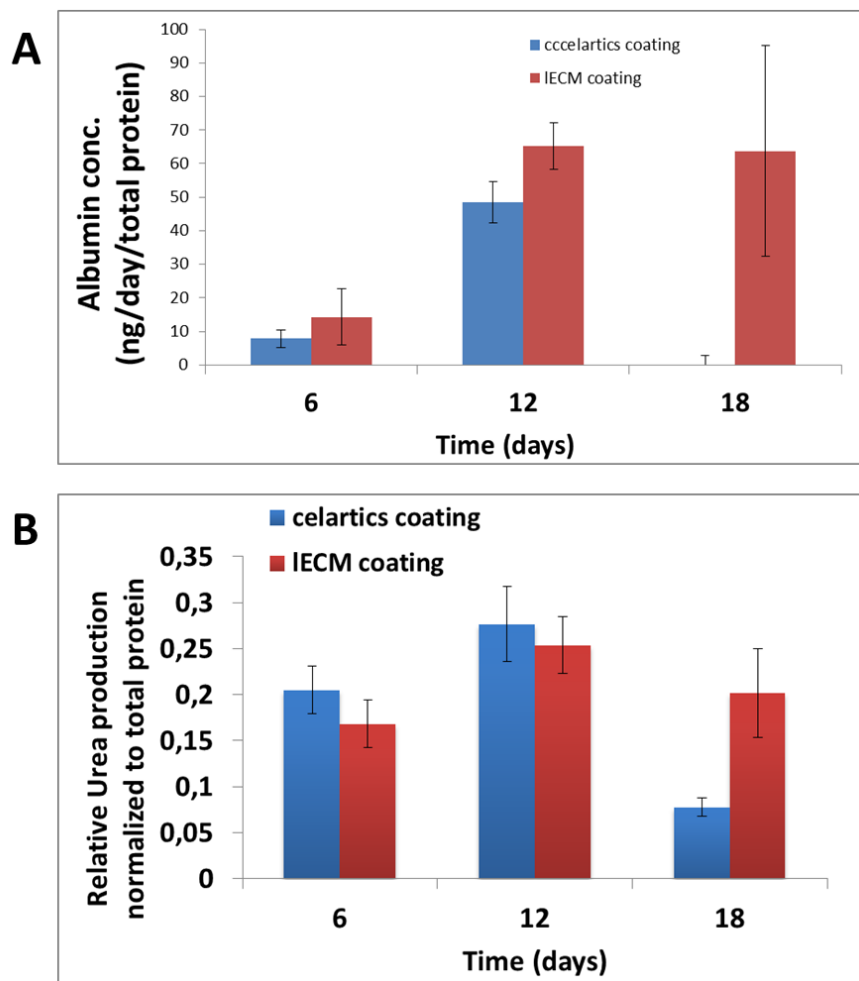 A
100
90
80
70
60
50
40
30
20
10
0
Albumin conc.
(ng/day/total protein)
cccelartics coating
lECM coating
6 12 18
Time (days)
B
celartics coating
lECM coating
0,35
0,3
0,25
0,2
0,15
0,1
0,05
0
Relative Urea production
normalized to total protein
6 12 18
Time (days)